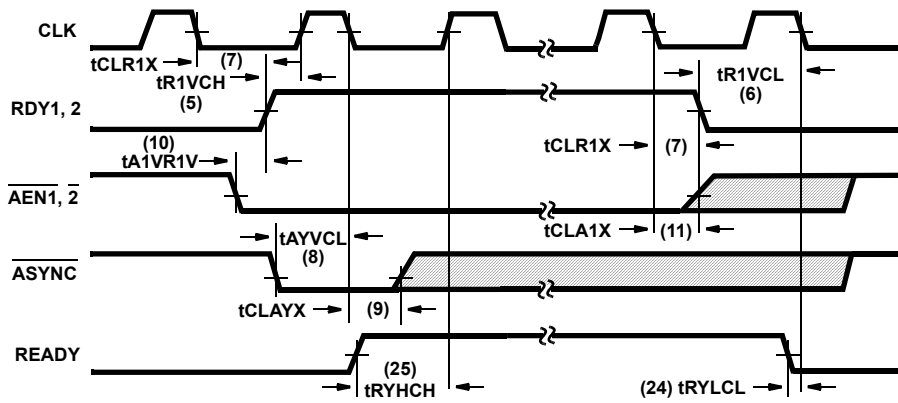 CLK
tCLR1X
(7)
tR1VCH
(5)
tR1VCL
(6)
RDY1, 2
(10)
tA1VR1V
tCLR1X
(7)
AEN1, 2
tAYVCL
(8)
tCLA1X
(11)
ASYNC
tCLAYX
(9)
READY
(25)
tRYHCH
(24) tRYLCL